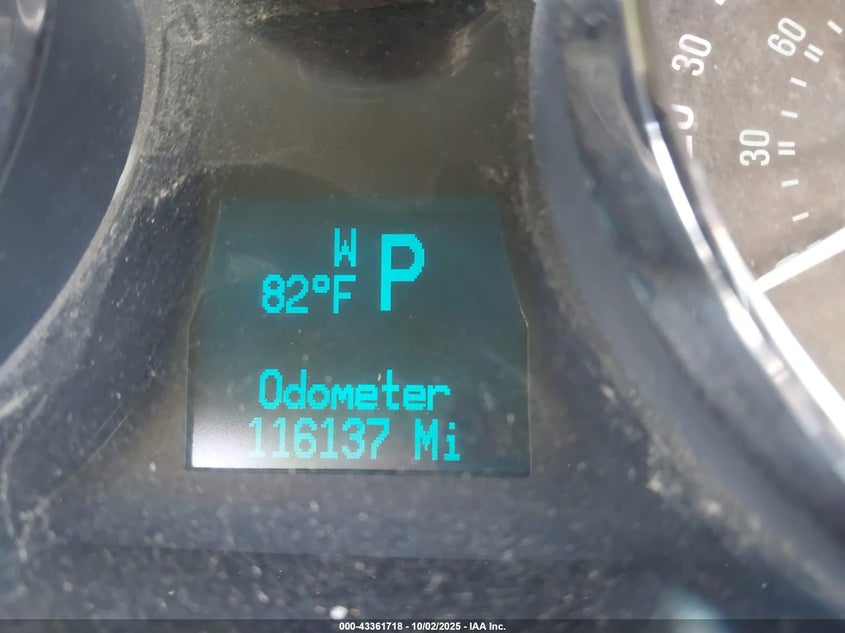 W
82°F P
Odometer
116137 Mi
30
60
30
000-43361718 - 10/02/2025 - IAA Inc.